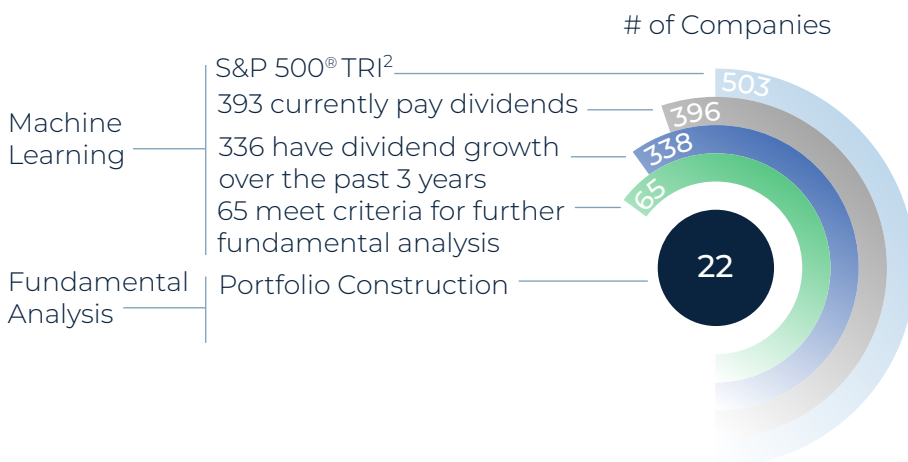 # of Companies
S&P 500® TRI²
503
393 currently pay dividends
396
Machine
Learning
336 have dividend growth
over the past 3 years
338
65 meet criteria for further
fundamental analysis
65
Fundamental
Analysis
Portfolio Construction
22